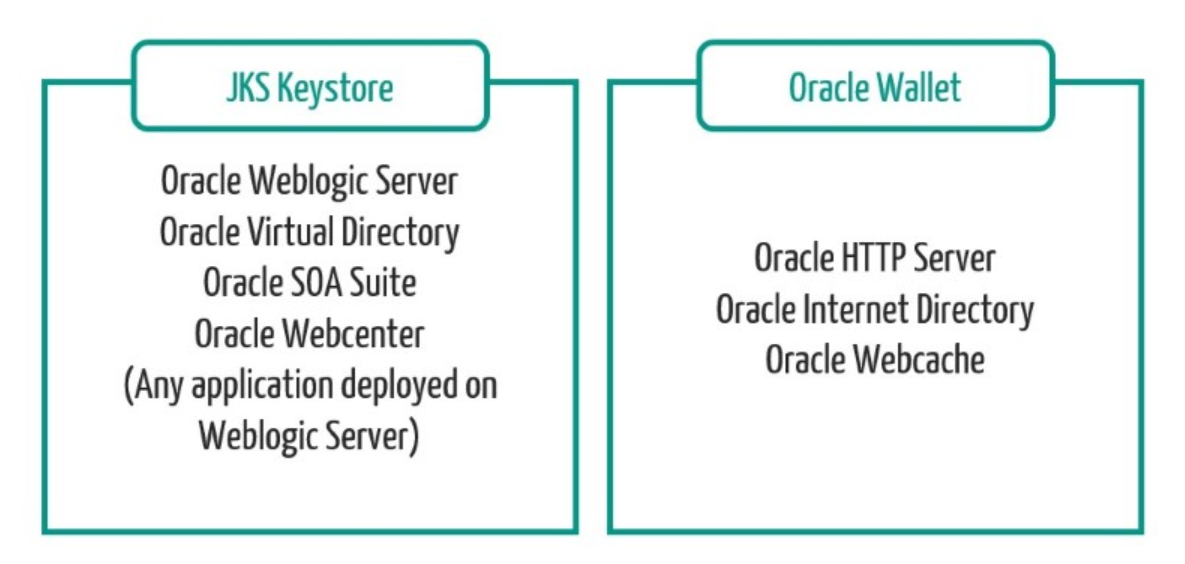 JKS Keystore
Oracle Weblogic Server
Oracle Virtual Directory
Oracle SOA Suite
Oracle Webcenter
(Any application deployed on
Weblogic Server)
Oracle Wallet
Oracle HTTP Server
Oracle Internet Directory
Oracle Webcache